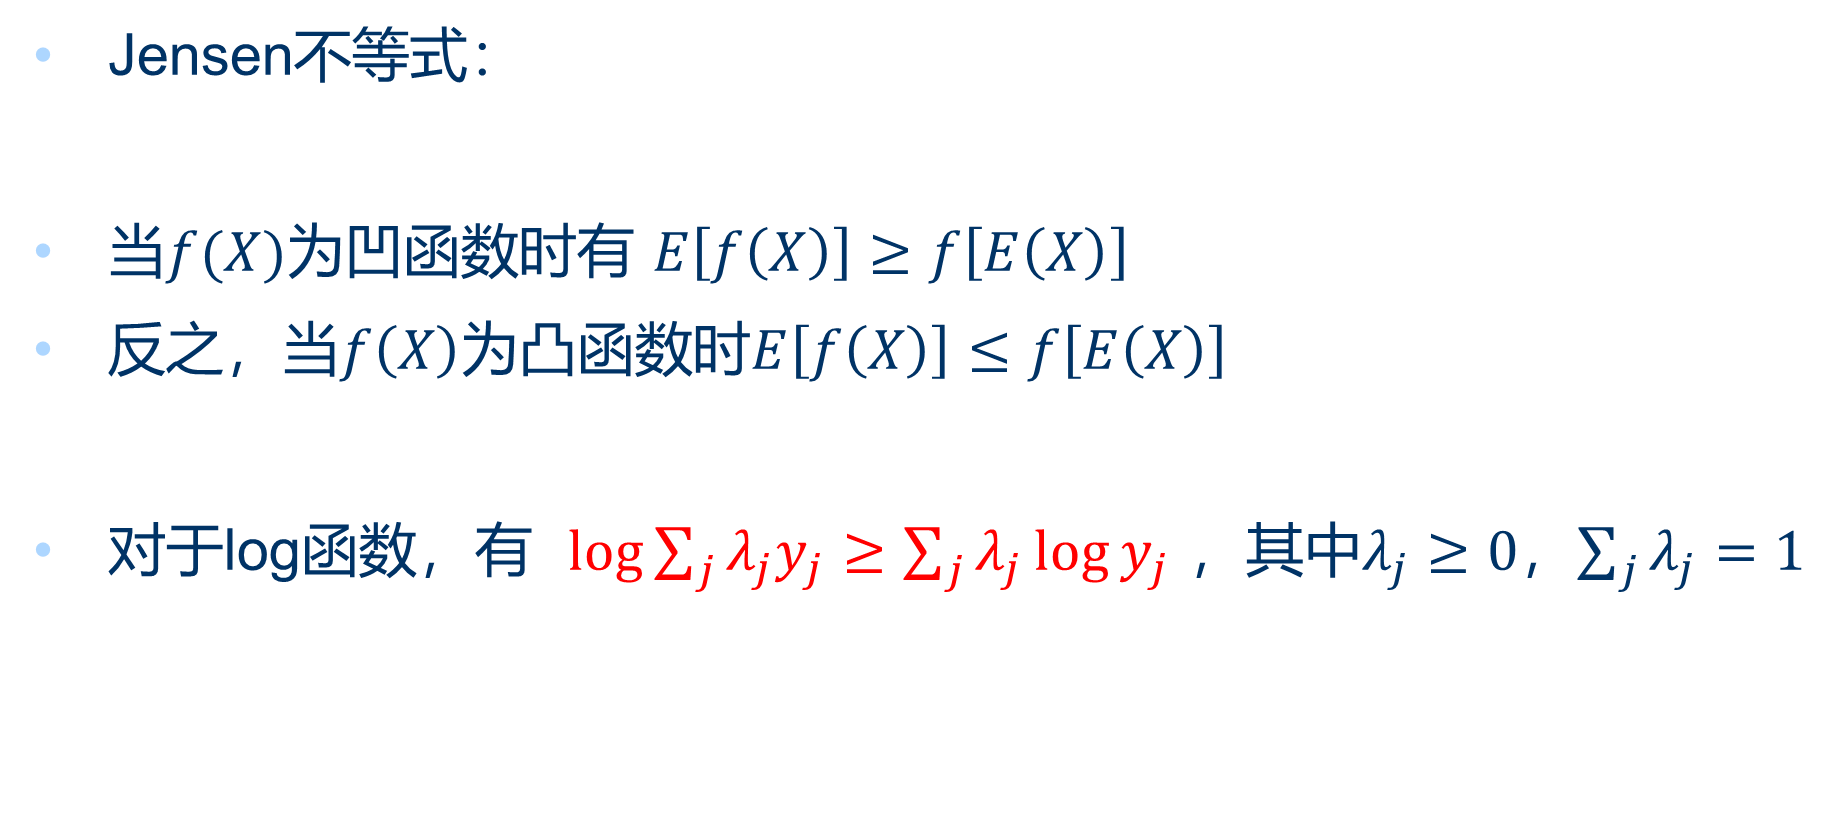 • Jensen不等式：
• 当f(X)为凹函数时有 E[f(X)] ≥ f[E(X)]
• 反之，当f(X)为凸函数时E[f(X)] ≤ f[E(X)]
• 对于log函数，有 log ∑_j λ_j y_j ≥ ∑_j λ_j log y_j ，其中λ_j ≥ 0，∑_j λ_j = 1